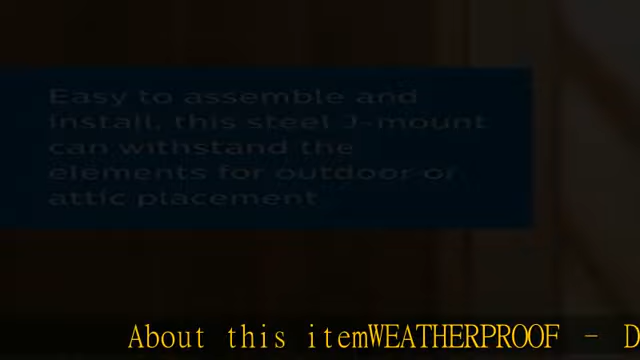 Easy to assemble and
install, this steel J-mount
can withstand the
elements for outdoor or
attic placement
About this itemWEATHERPROOF - D